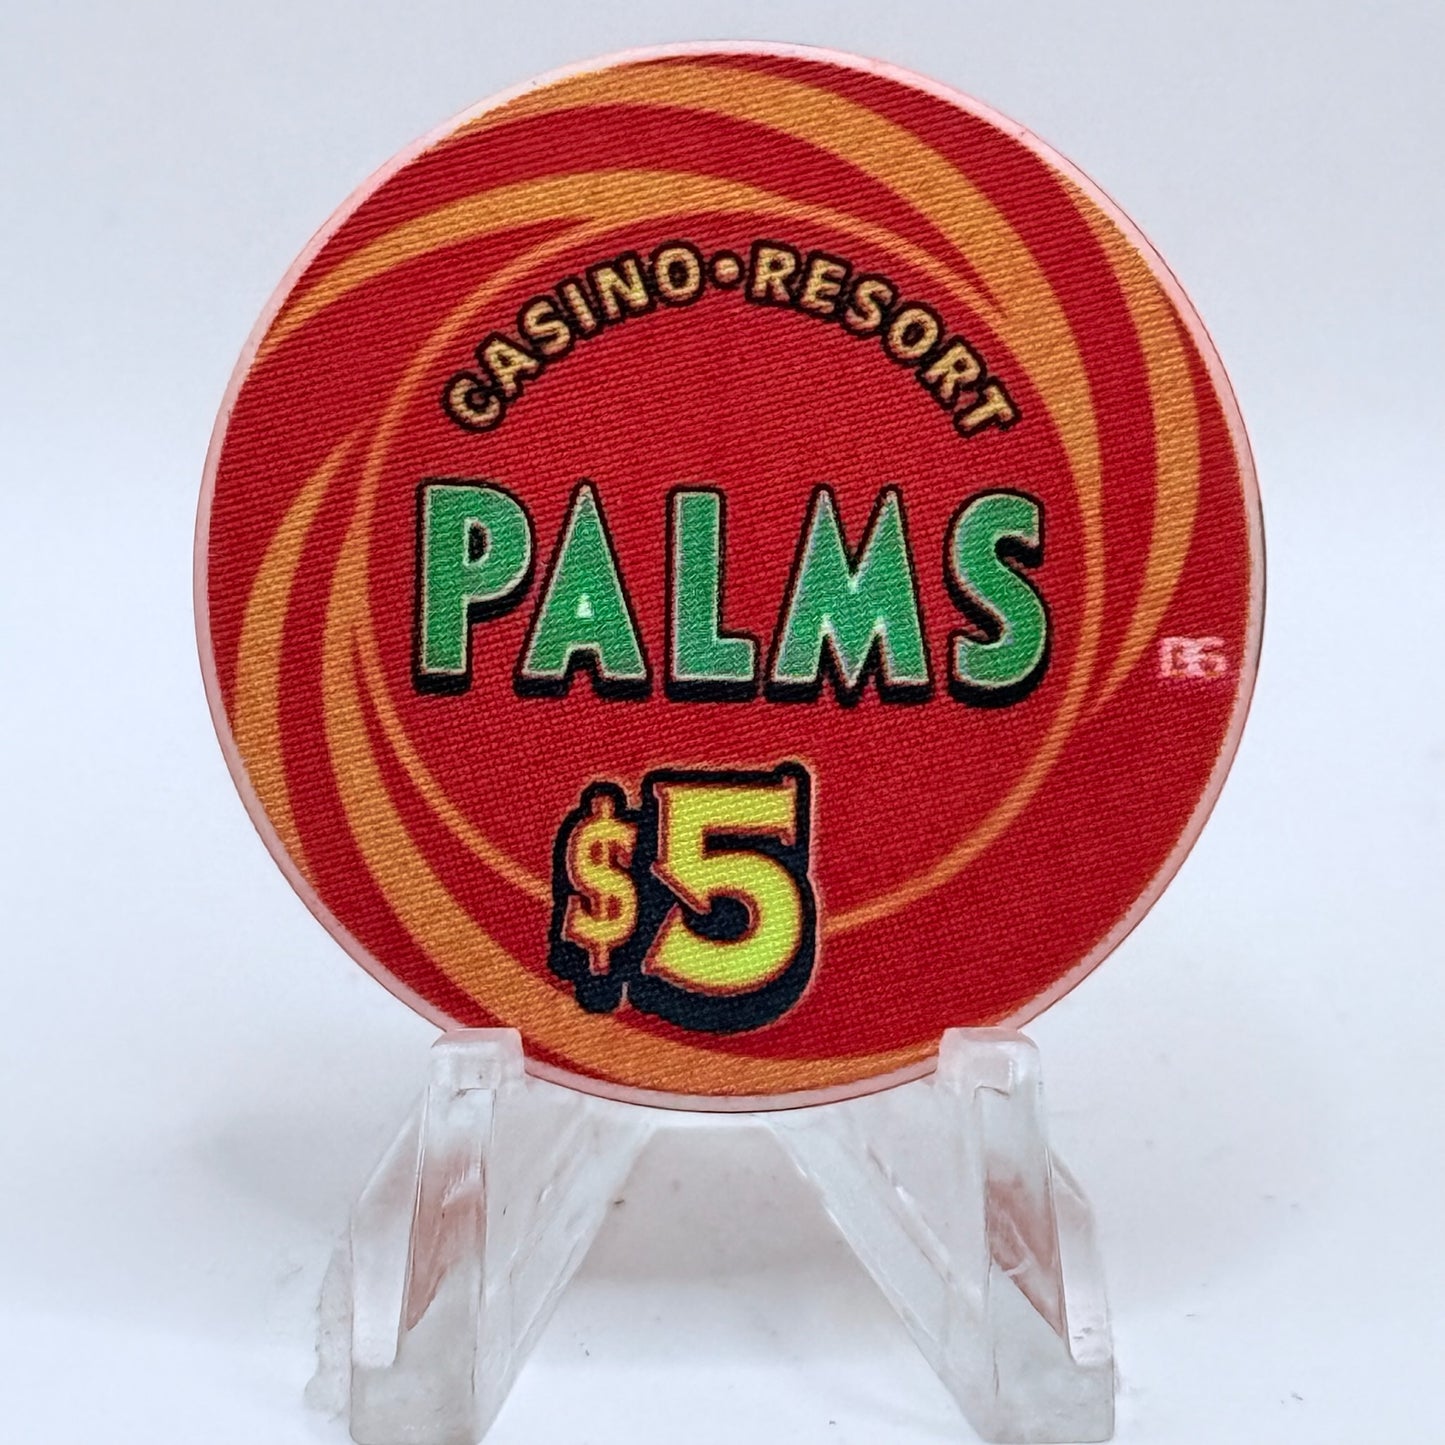 CASINO • RESORT
PALMS
$5